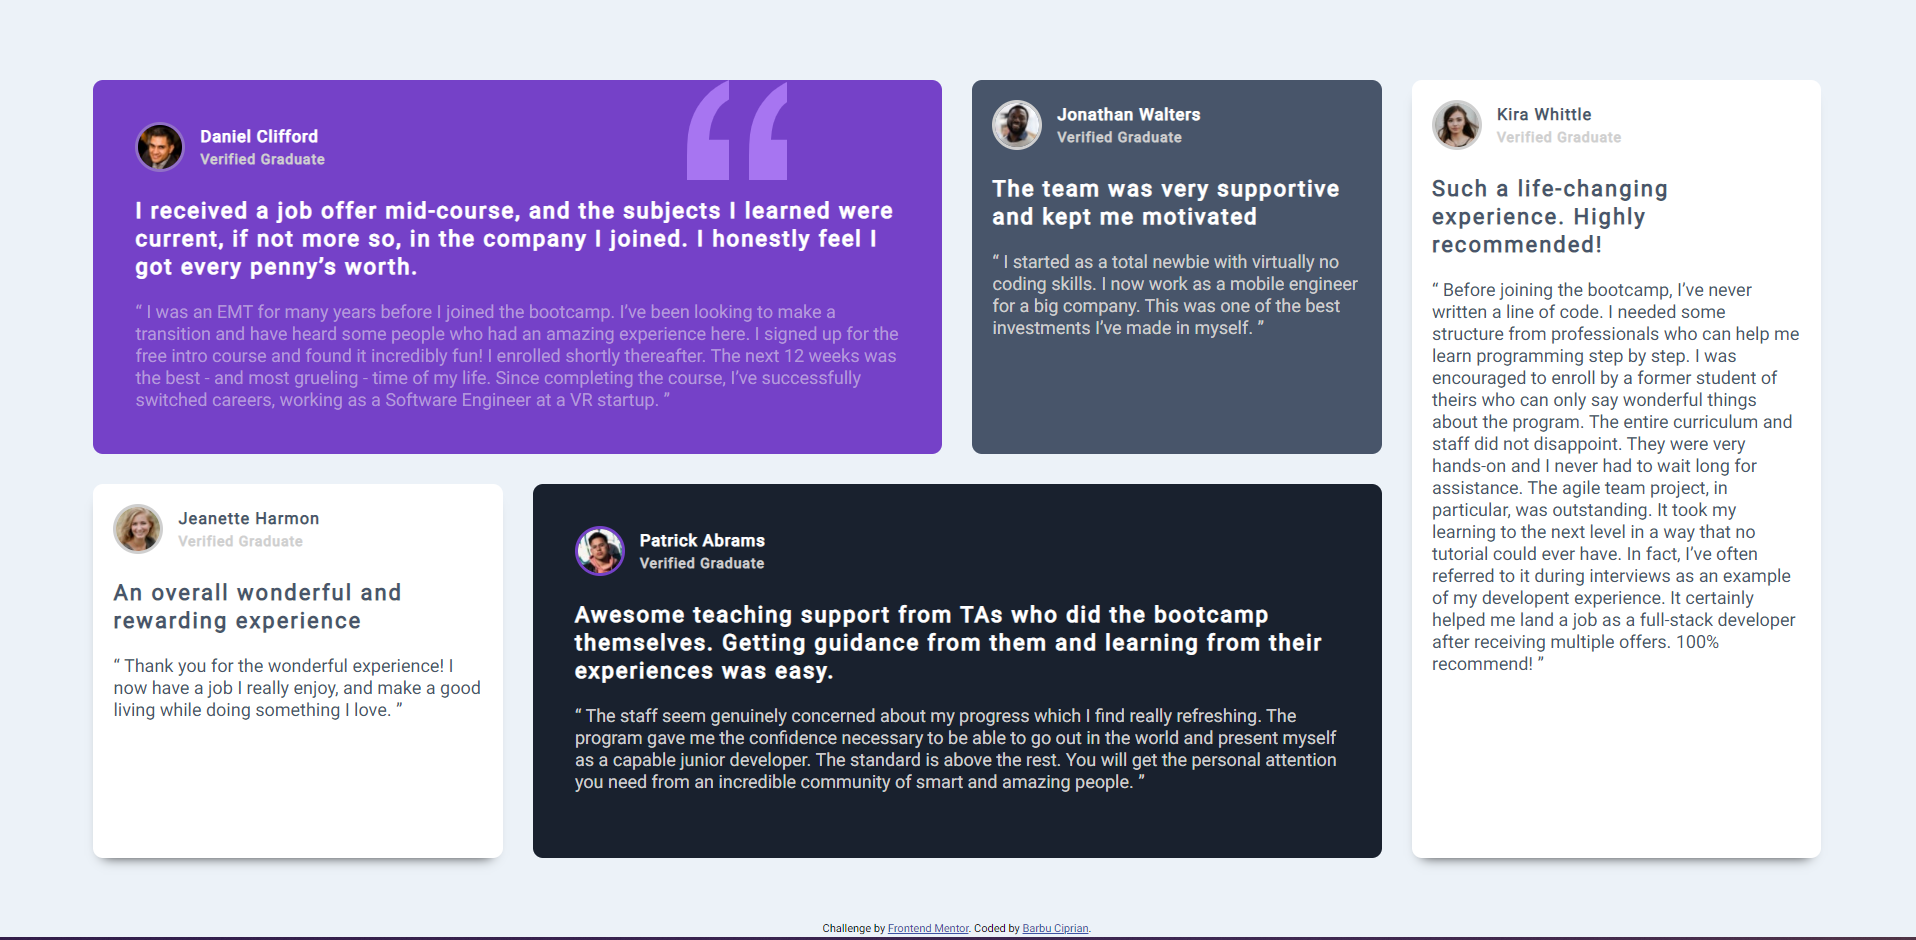 Daniel Clifford
Verified Graduate
I received a job offer mid-course, and the subjects I learned were
current, if not more so, in the company I joined. I honestly feel I
got every penny’s worth.
“ I was an EMT for many years before I joined the bootcamp. I’ve been looking to make a
transition and have heard some people who had an amazing experience here. I signed up for the
free intro course and found it incredibly fun! I enrolled shortly thereafter. The next 12 weeks was
the best - and most grueling - time of my life. Since completing the course, I’ve successfully
switched careers, working as a Software Engineer at a VR startup. ”
Jonathan Walters
Verified Graduate
The team was very supportive
and kept me motivated
“ I started as a total newbie with virtually no
coding skills. I now work as a mobile engineer
for a big company. This was one of the best
investments I’ve made in myself. ”
Kira Whittle
Verified Graduate
Such a life-changing
experience. Highly
recommended!
“ Before joining the bootcamp, I’ve never
written a line of code. I needed some
structure from professionals who can help me
learn programming step by step. I was
encouraged to enroll by a former student of
theirs who can only say wonderful things
about the program. The entire curriculum and
staff did not disappoint. They were very
hands-on and I never had to wait long for
assistance. The agile team project, in
particular, was outstanding. It took my
learning to the next level in a way that no
tutorial could ever have. In fact, I’ve often
referred to it during interviews as an example
of my developent experience. It certainly
helped me land a job as a full-stack developer
after receiving multiple offers. 100%
recommend! ”
Jeanette Harmon
Verified Graduate
An overall wonderful and
rewarding experience
“ Thank you for the wonderful experience! I
now have a job I really enjoy, and make a good
living while doing something I love. ”
Patrick Abrams
Verified Graduate
Awesome teaching support from TAs who did the bootcamp
themselves. Getting guidance from them and learning from their
experiences was easy.
“ The staff seem genuinely concerned about my progress which I find really refreshing. The
program gave me the confidence necessary to be able to go out in the world and present myself
as a capable junior developer. The standard is above the rest. You will get the personal attention
you need from an incredible community of smart and amazing people. ”
Challenge by Frontend Mentor. Coded by Barbu Ciprian.